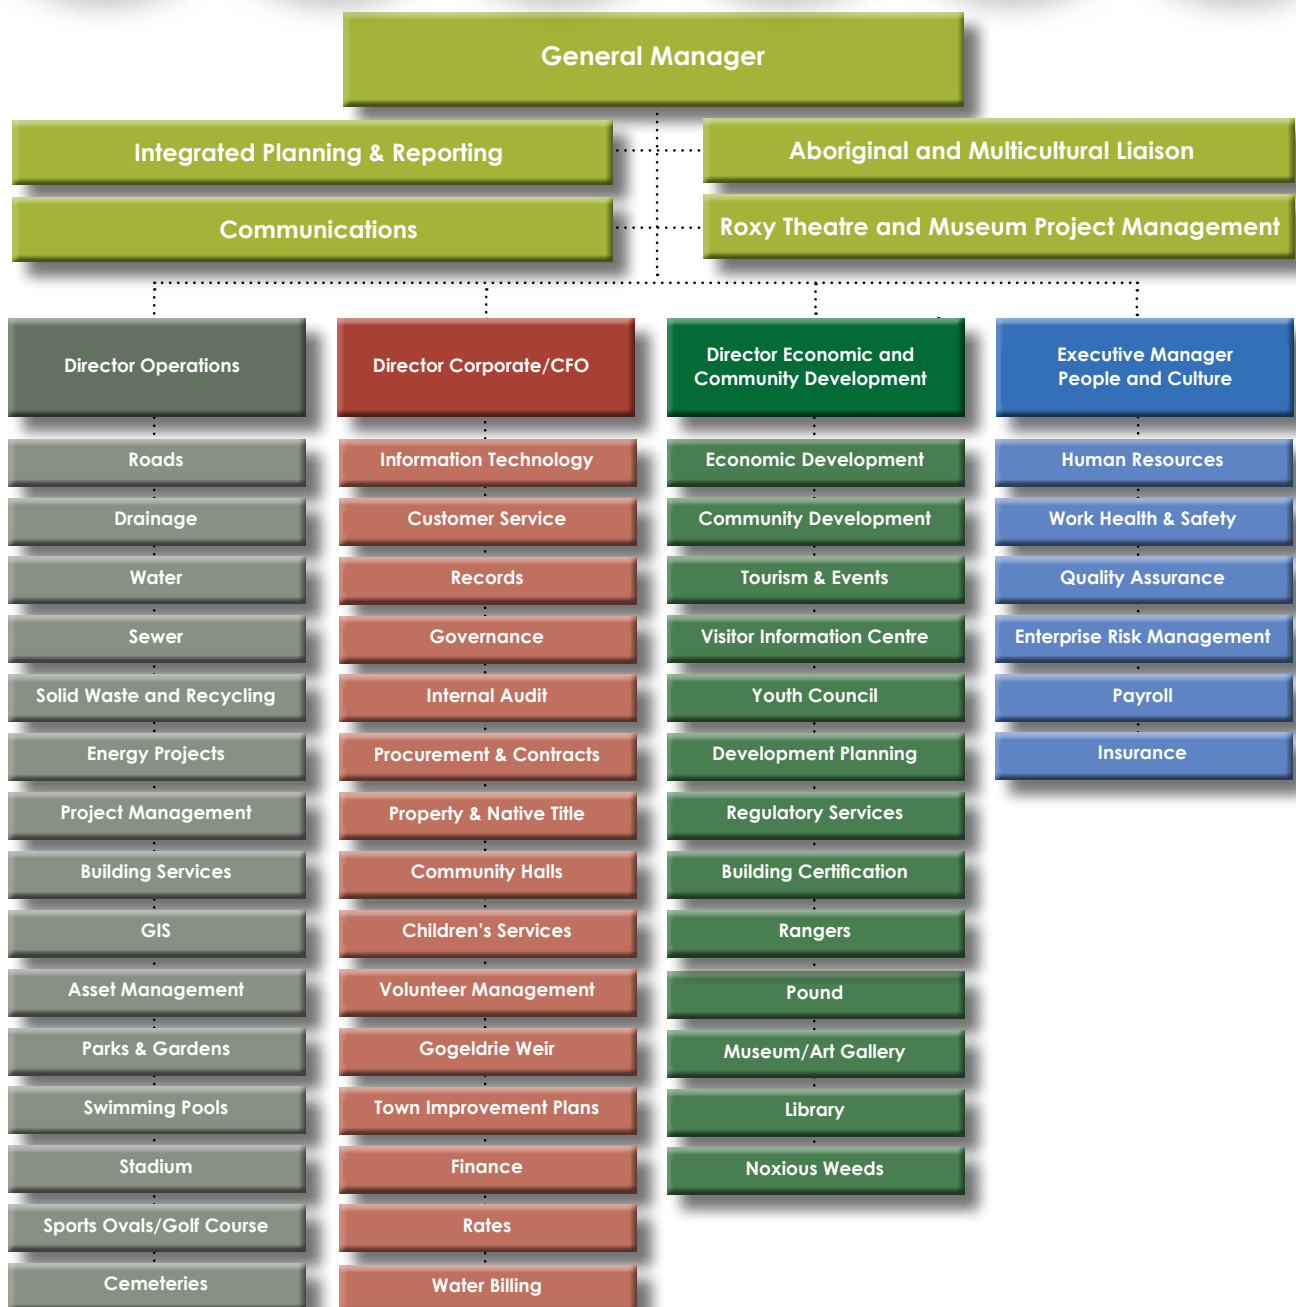 General Manager
Integrated Planning & Reporting
Aboriginal and Multicultural Liaison
Communications
Roxy Theatre and Museum Project Management
Director Operations
Roads
Drainage
Water
Sewer
Solid Waste and Recycling
Energy Projects
Project Management
Building Services
GIS
Asset Management
Parks & Gardens
Swimming Pools
Stadium
Sports Ovals/Golf Course
Cemeteries
Director Corporate/CFO
Information Technology
Customer Service
Records
Governance
Internal Audit
Procurement & Contracts
Property & Native Title
Community Halls
Children's Services
Volunteer Management
Gogeldrie Weir
Town Improvement Plans
Finance
Rates
Water Billing
Director Economic and
Community Development
Economic Development
Community Development
Tourism & Events
Visitor Information Centre
Youth Council
Development Planning
Regulatory Services
Building Certification
Rangers
Pound
Museum/Art Gallery
Library
Noxious Weeds
Executive Manager
People and Culture
Human Resources
Work Health & Safety
Quality Assurance
Enterprise Risk Management
Payroll
Insurance